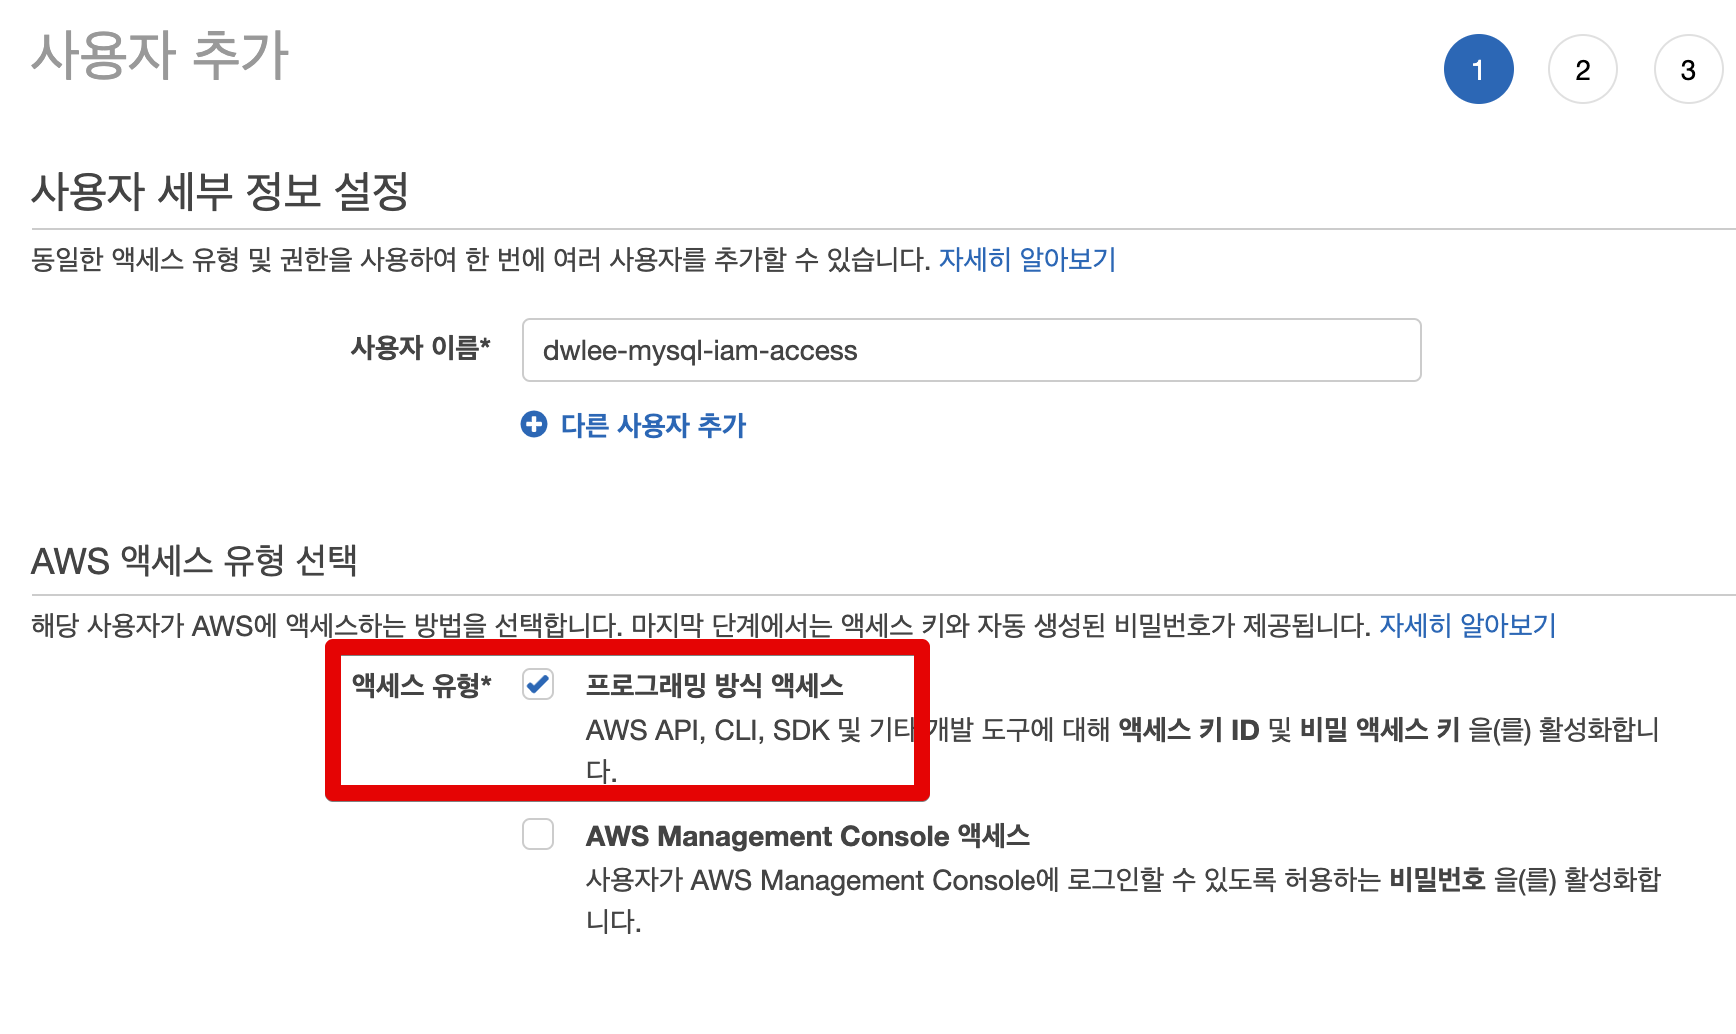 사용자 추가
1 2 3
사용자 세부 정보 설정
동일한 액세스 유형 및 권한을 사용하여 한 번에 여러 사용자를 추가할 수 있습니다. 자세히 알아보기
사용자 이름* dwlee-mysql-iam-access
다른 사용자 추가
AWS 액세스 유형 선택
해당 사용자가 AWS에 액세스하는 방법을 선택합니다. 마지막 단계에서는 액세스 키와 자동 생성된 비밀번호가 제공됩니다. 자세히 알아보기
액세스 유형* 프로그래밍 방식 액세스
AWS API, CLI, SDK 및 기타 개발 도구에 대해 액세스 키 ID 및 비밀 액세스 키 을(를) 활성화합니
다.
AWS Management Console 액세스
사용자가 AWS Management Console에 로그인할 수 있도록 허용하는 비밀번호 을(를) 활성화합
니다.